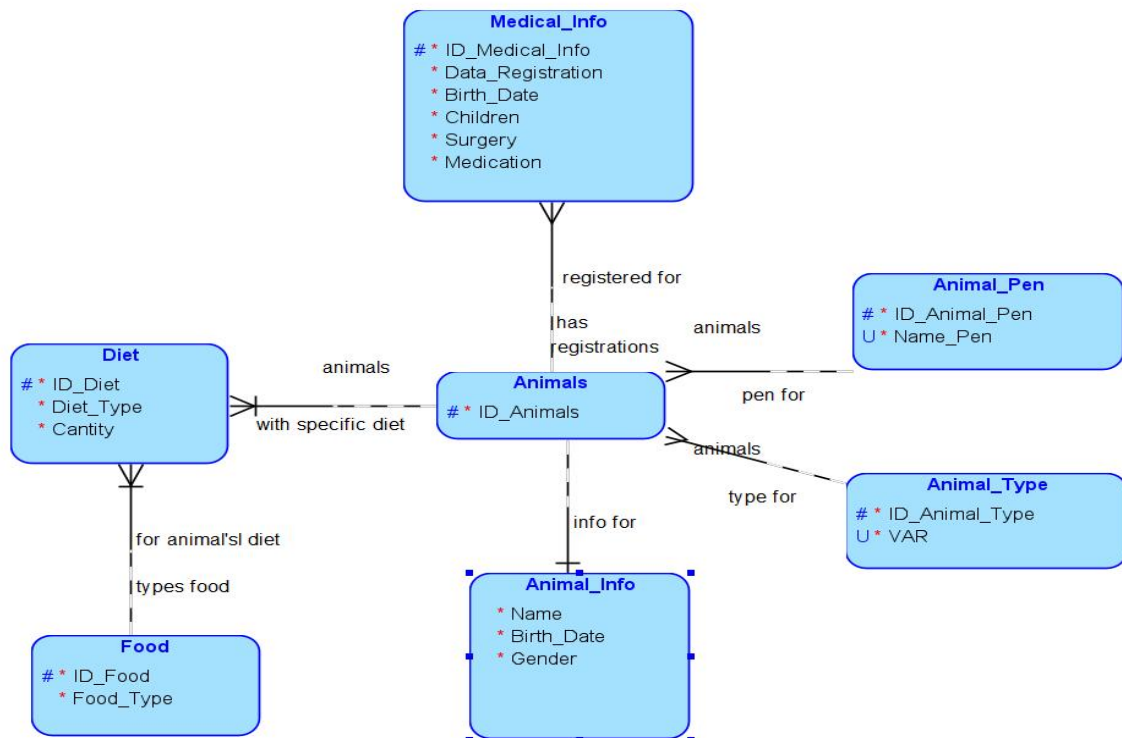 Medical_Info
# * ID_Medical_Info
* Data_Registration
* Birth_Date
* Children
* Surgery
* Medication
registered for
has
registrations
animals
pen for
Animal_Pen
# * ID_Animal_Pen
U * Name_Pen
Diet
# * ID_Diet
* Diet_Type
* Cantity
animals
with specific diet
Animals
# * ID_Animals
animals
type for
Animal_Type
# * ID_Animal_Type
U * VAR
for animal'sl diet
types food
info for
Animal_Info
* Name
* Birth_Date
* Gender
Food
# * ID_Food
* Food_Type